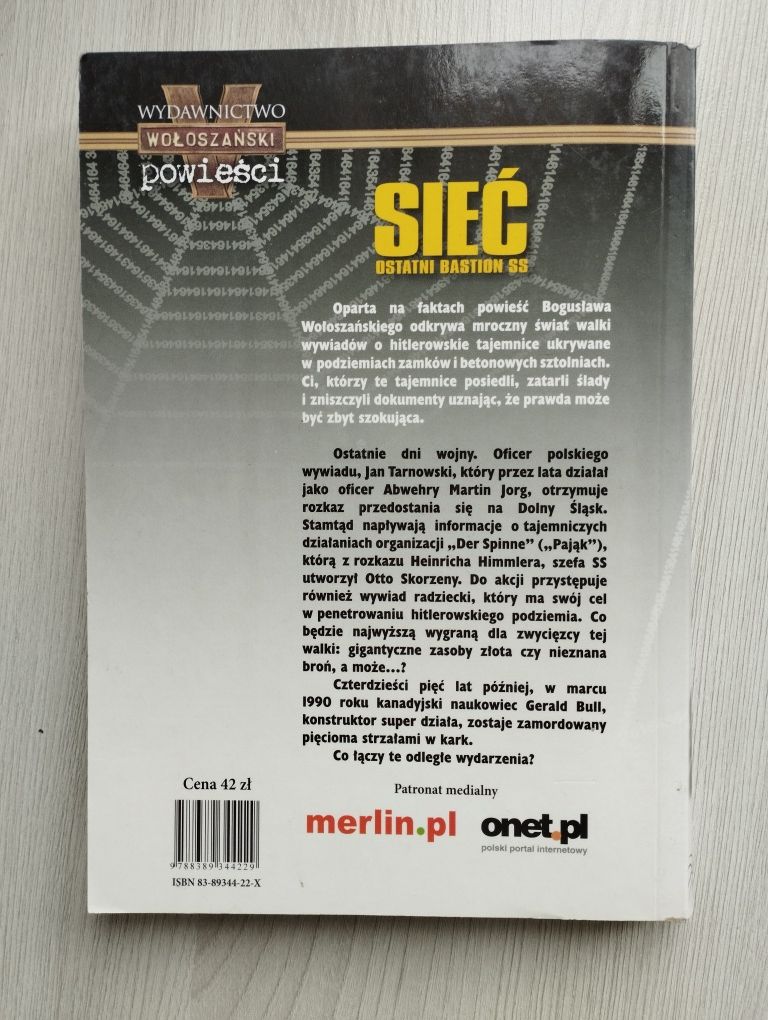 WYDAWNICTWO
WOŁOSZAŃSKI
powieści
SIEĆ
OSTATNI BASTION SS
Oparta na faktach powieść Bogusława
Wołoszańskiego odkrywa mroczny świat walki
wywiadów o hitlerowskie tajemnice ukrywane
w podziemiach zamków i betonowych sztolniach.
Ci, którzy te tajemnice posiedli, zatarli ślady
i zniszczyli dokumenty uznając, że prawda może
być zbyt szokująca.
Ostatnie dni wojny. Oficer polskiego
wywiadu, Jan Tarnowski, który przez lata działał
jako oficer Abwehry Martin Jorg, otrzymuje
rozkaz przedostania się na Dolny Śląsk.
Stamtąd napływają informacje o tajemniczych
działaniach organizacji „Der Spinne” („Pająk”),
którą z rozkazu Heinricha Himmlera, szefa SS
utworzył Otto Skorzeny. Do akcji przystępuje
również wywiad radziecki, który ma swój cel
w penetrowaniu hitlerowskiego podziemia. Co
będzie najwyższą wygraną dla zwycięzcy tej
walki: gigantyczne zasoby złota czy nieznana
broń, a może...?
Czterdzieści pięć lat później, w marcu
1990 roku kanadyjski naukowiec Gerald Bull,
konstruktor super działa, zostaje zamordowany
pięcioma strzałami w kark.
Co łączy te odległe wydarzenia?
Cena 42 zł
9 788389 344229
ISBN 83-89344-22-X
Patronat medialny
merlin.pl
onet.pl
polski portal internetowy